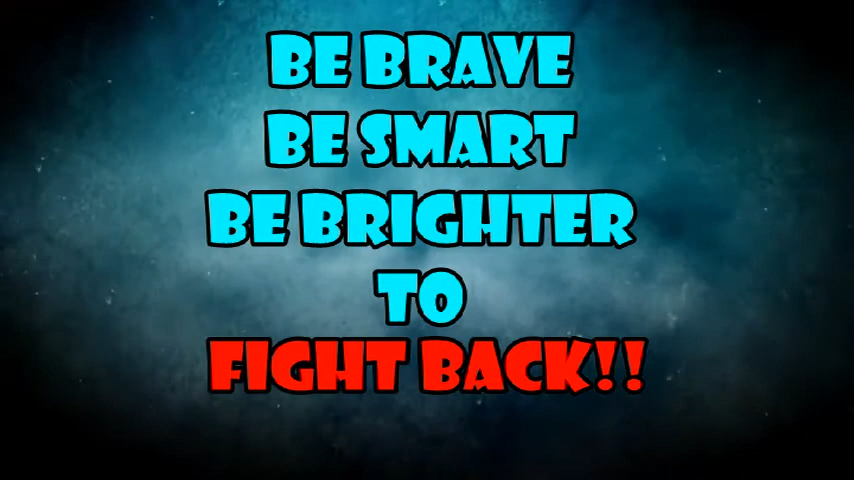 BE BRAVE
BE SMART
BE BRIGHTER
TO
FIGHT BACK!!